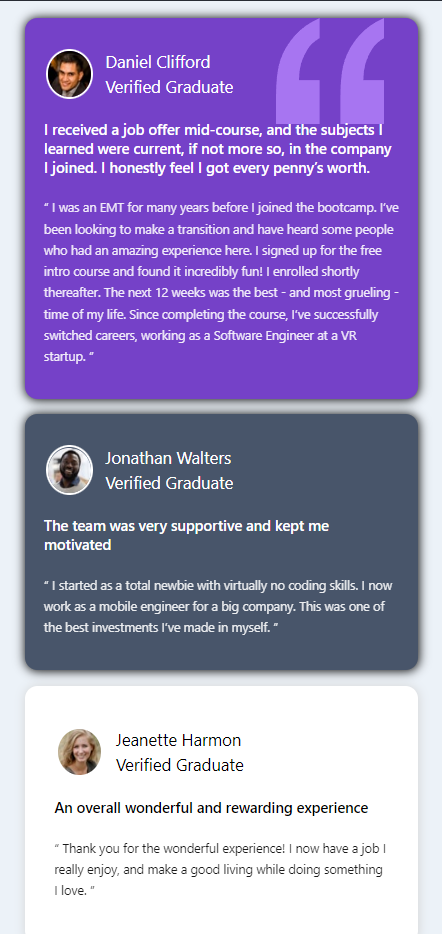 Daniel Clifford
Verified Graduate
I received a job offer mid-course, and the subjects I
learned were current, if not more so, in the company
I joined. I honestly feel I got every penny’s worth.
“ I was an EMT for many years before I joined the bootcamp. I’ve
been looking to make a transition and have heard some people
who had an amazing experience here. I signed up for the free
intro course and found it incredibly fun! I enrolled shortly
thereafter. The next 12 weeks was the best - and most grueling -
time of my life. Since completing the course, I’ve successfully
switched careers, working as a Software Engineer at a VR
startup. ”
Jonathan Walters
Verified Graduate
The team was very supportive and kept me
motivated
“ I started as a total newbie with virtually no coding skills. I now
work as a mobile engineer for a big company. This was one of
the best investments I’ve made in myself. ”
Jeanette Harmon
Verified Graduate
An overall wonderful and rewarding experience
“ Thank you for the wonderful experience! I now have a job I
really enjoy, and make a good living while doing something
I love. ”